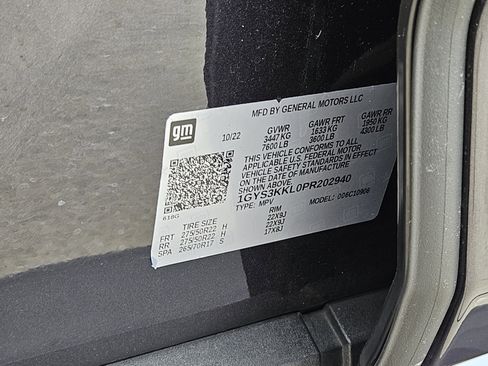 gm
MFD BY GENERAL MOTORS LLC
10/22 GVWR GAWR FRT GAWR RR
3447 KG 1633 KG 1950 KG
7600 LB 3600 LB 4300 LB
THIS VEHICLE CONFORMS TO ALL
APPLICABLE U.S. FEDERAL MOTOR
VEHICLE SAFETY STANDARDS IN EFFECT
ON THE DATE OF MANUFACTURE
SHOWN ABOVE.
1GYS3KKL0PR202940
TYPE: MPV MODEL: 006C10906
618G
TIRE SIZE RIM
FRT 275/50R22 H 22X9J
RR 275/50R22 H 22X9J
SPA 265/70R17 S 17X8J